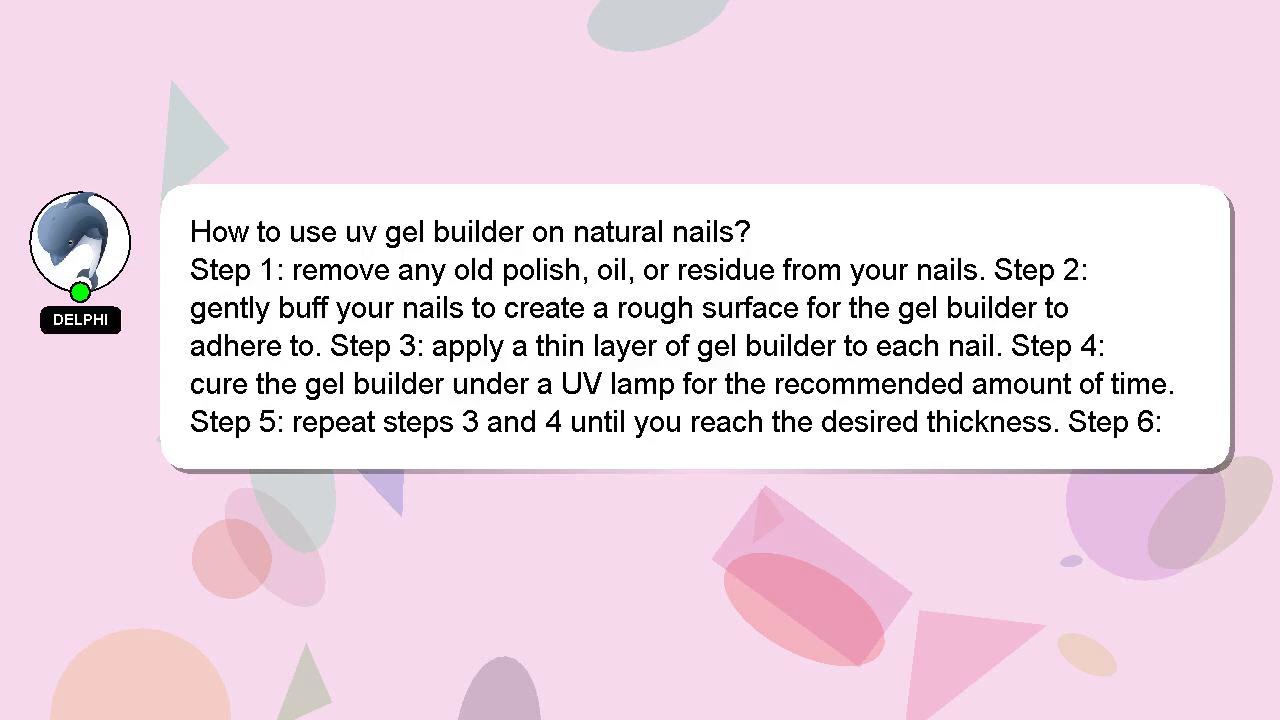 How to use uv gel builder on natural nails?
Step 1: remove any old polish, oil, or residue from your nails. Step 2:
gently buff your nails to create a rough surface for the gel builder to
adhere to. Step 3: apply a thin layer of gel builder to each nail. Step 4:
cure the gel builder under a UV lamp for the recommended amount of time.
Step 5: repeat steps 3 and 4 until you reach the desired thickness. Step 6:
DELPHI